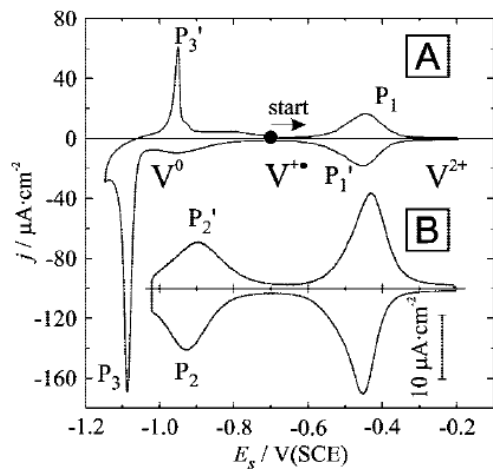 80
40
0
-40
-80
-120
-160
j / μA·cm⁻²
P₃'
A
start
P₁
V⁰
V⁺•
P₁'
V²⁺
B
P₂'
P₃
P₂
10 μA·cm⁻²
-1.2 -1.0 -0.8 -0.6 -0.4 -0.2
Eₛ / V(SCE)